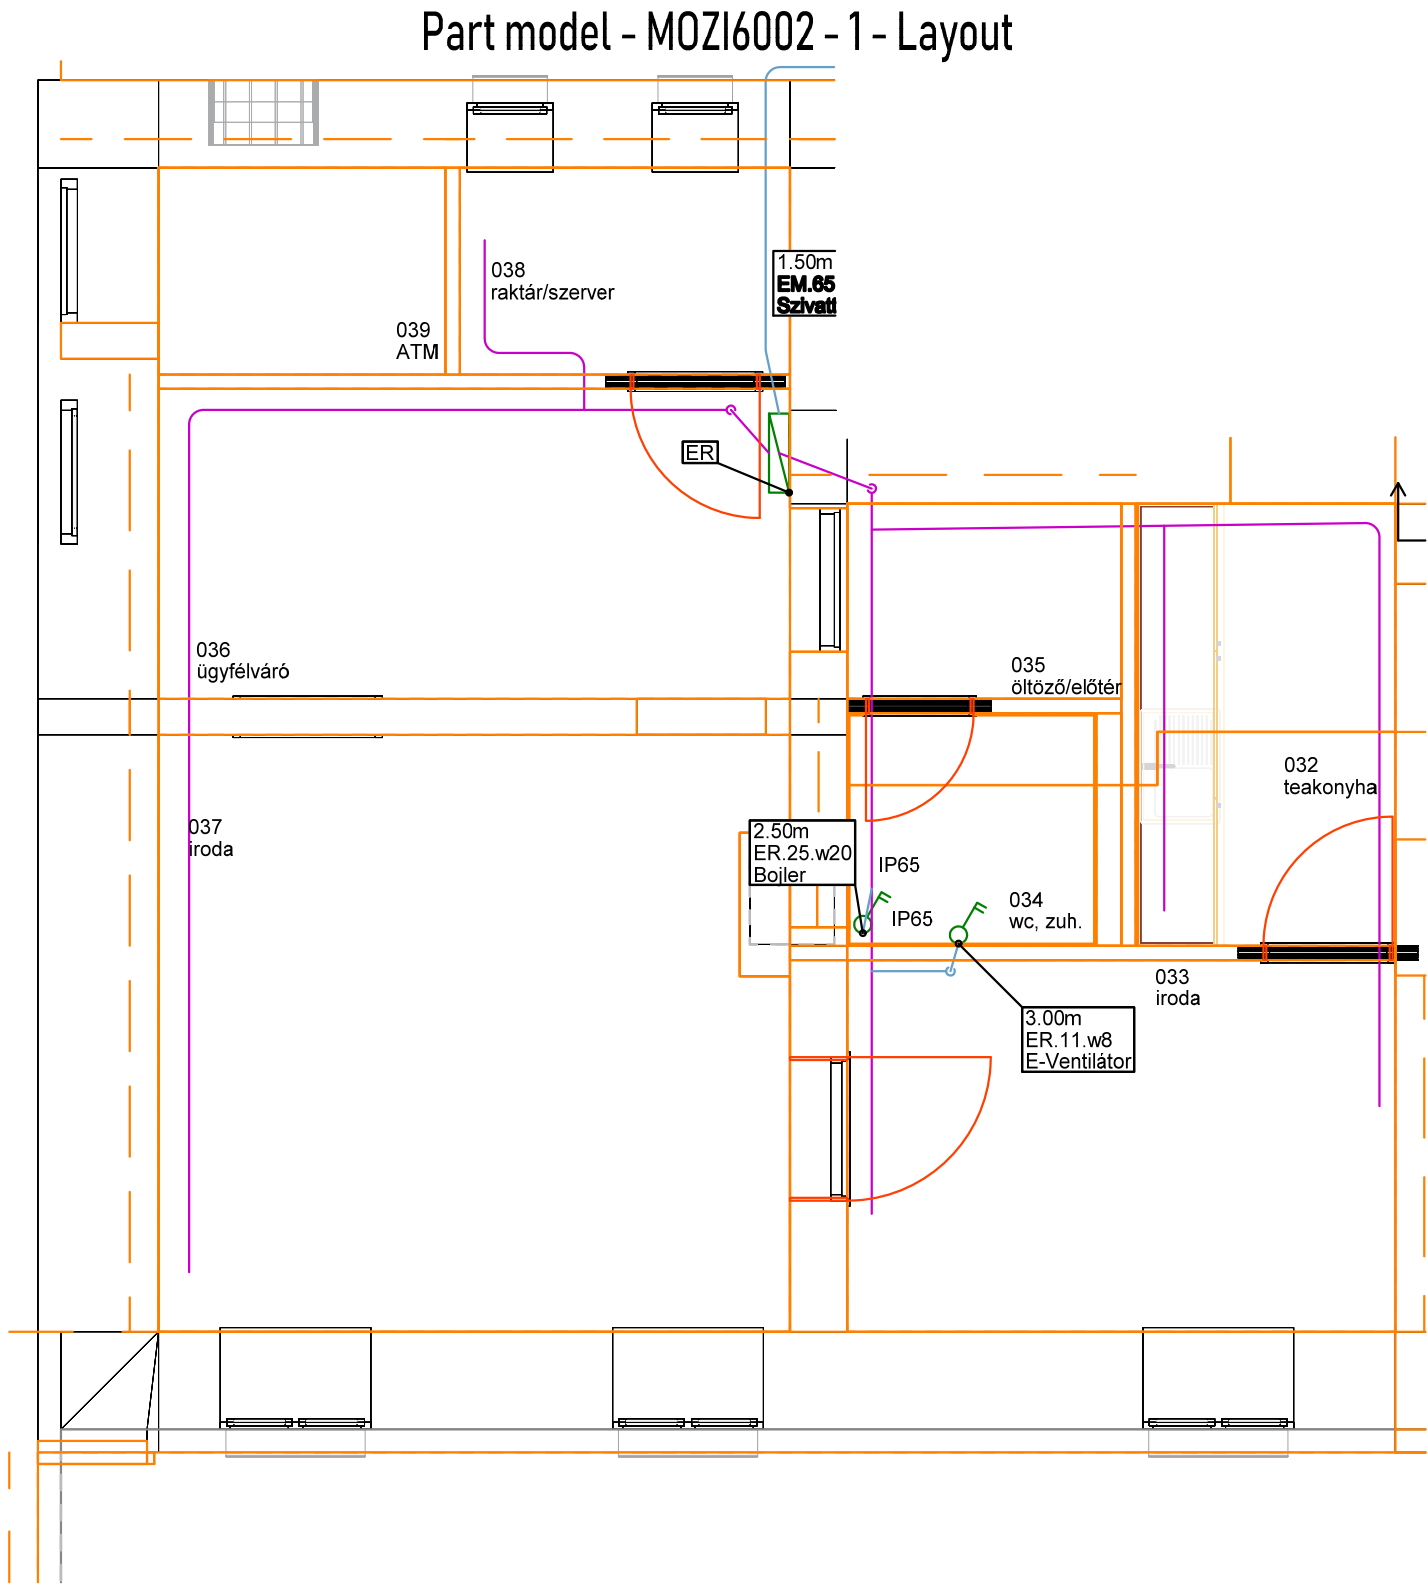 Part model - MOZI6002 - 1 - Layout
038
raktár/szerver
1.50m
EM.65
039
ATM
ER
036
ügyfélváró
035
öltöző/előtér
032
teakonyha
037
iroda
2.50m
ER.25.w20
Bojler
IP65
IP65
034
wc, zuh.
033
iroda
3.00m
ER.11.w8
E-Ventilátor